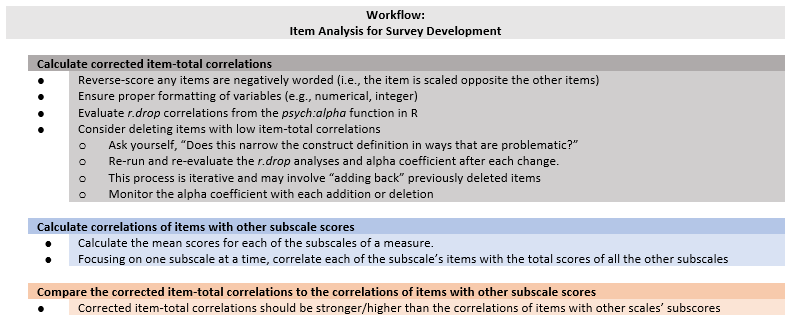 Workflow:
Item Analysis for Survey Development
Calculate corrected item-total correlations
● Reverse-score any items are negatively worded (i.e., the item is scaled opposite the other items)
● Ensure proper formatting of variables (e.g., numerical, integer)
● Evaluate r.drop correlations from the psych:alpha function in R
● Consider deleting items with low item-total correlations
○ Ask yourself, “Does this narrow the construct definition in ways that are problematic?”
○ Re-run and re-evaluate the r.drop analyses and alpha coefficient after each change.
○ This process is iterative and may involve “adding back” previously deleted items
○ Monitor the alpha coefficient with each addition or deletion
Calculate correlations of items with other subscale scores
● Calculate the mean scores for each of the subscales of a measure.
● Focusing on one subscale at a time, correlate each of the subscale’s items with the total scores of all the other subscales
Compare the corrected item-total correlations to the correlations of items with other subscale scores
● Corrected item-total correlations should be stronger/higher than the correlations of items with other scales’ subscores